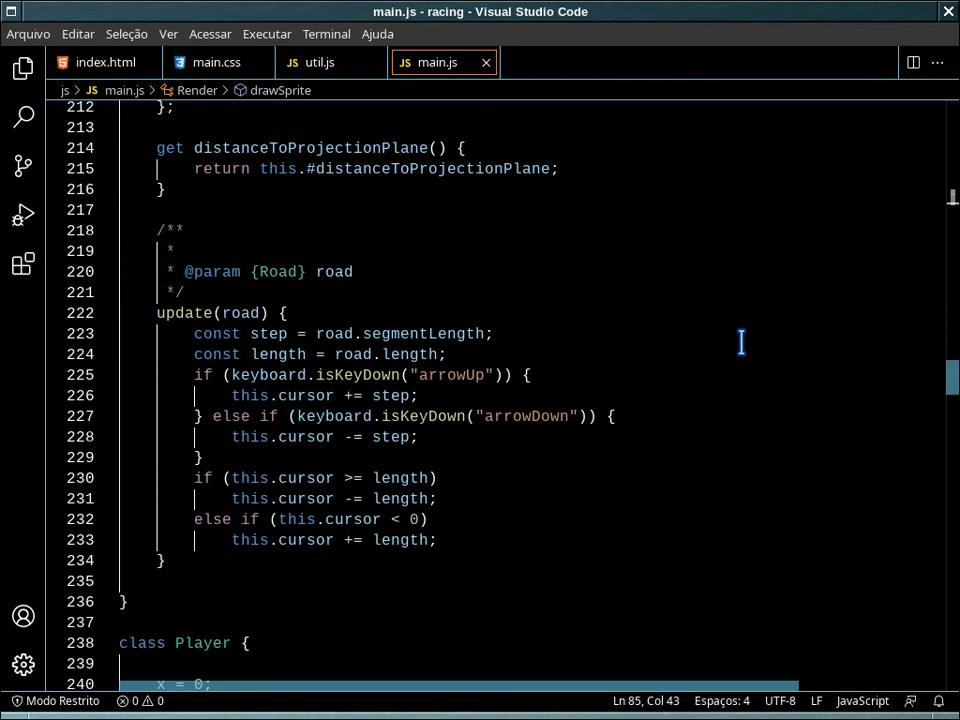 main.js - racing - Visual Studio Code
Arquivo Editar Seleção Ver Acessar Executar Terminal Ajuda
index.html main.css JS util.js JS main.js
js > JS main.js > Render > drawSprite
212 };
213
214 get distanceToProjectionPlane() {
215 return this.#distanceToProjectionPlane;
216 }
217
218 /**
219 *
220 * @param {Road} road
221 */
222 update(road) {
223 const step = road.segmentLength;
224 const length = road.length;
225 if (keyboard.isKeyDown("arrowUp")) {
226 this.cursor += step;
227 } else if (keyboard.isKeyDown("arrowDown")) {
228 this.cursor -= step;
229 }
230 if (this.cursor >= length)
231 this.cursor -= length;
232 else if (this.cursor < 0)
233 this.cursor += length;
234 }
235
236 }
237
238 class Player {
239
240 x = 0;
Modo Restrito 0 0 Ln 85, Col 43 Espaços: 4 UTF-8 LF JavaScript